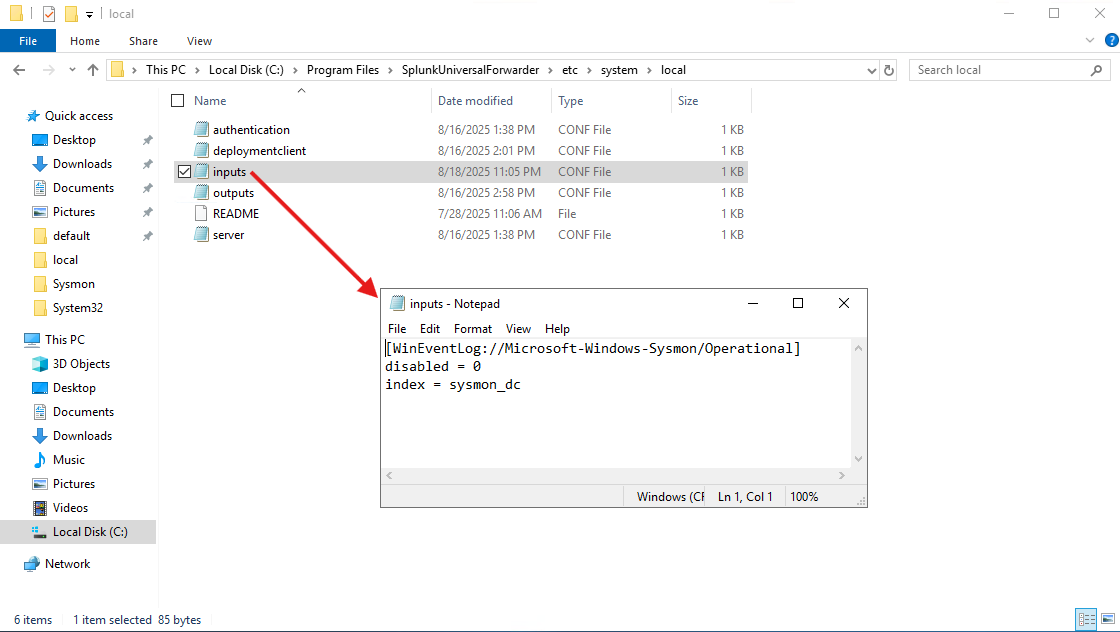 local
File Home Share View
This PC Local Disk (C:) Program Files SplunkUniversalForwarder etc system local
Search local
Name Date modified Type Size
authentication 8/16/2025 1:38 PM CONF File 1 KB
deploymentclient 8/16/2025 2:01 PM CONF File 1 KB
inputs 8/18/2025 11:05 PM CONF File 1 KB
outputs 8/16/2025 2:58 PM CONF File 1 KB
README 7/28/2025 11:06 AM File 1 KB
server 8/16/2025 1:38 PM CONF File 1 KB
Quick access
Desktop
Downloads
Documents
Pictures
default
local
Sysmon
System32
This PC
3D Objects
Desktop
Documents
Downloads
Music
Pictures
Videos
Local Disk (C:)
Network
inputs - Notepad
File Edit Format View Help
[WinEventLog://Microsoft-Windows-Sysmon/Operational]
disabled = 0
index = sysmon_dc
Windows (CR Ln 1, Col 1 100%
6 items 1 item selected 85 bytes